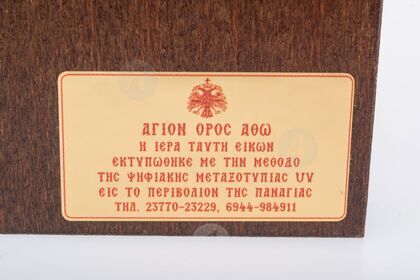 ΑΓΙΟΝ ΟΡΟΣ ΑΘΩ
Η ΙΕΡΑ ΤΑΥΤΗ ΕΙΚΩΝ
ΕΚΤΥΠΩΘΗΚΕ ΜΕ ΤΗΝ ΜΕΘΟΔΟ
ΤΗΣ ΨΗΦΙΑΚΗΣ ΜΕΤΑΞΟΤΥΠΙΑΣ UV
ΕΙΣ ΤΟ ΠΕΡΙΒΟΛΙΟΝ ΤΗΣ ΠΑΝΑΓΙΑΣ
ΤΗΛ. 23770-23229, 6944-984911